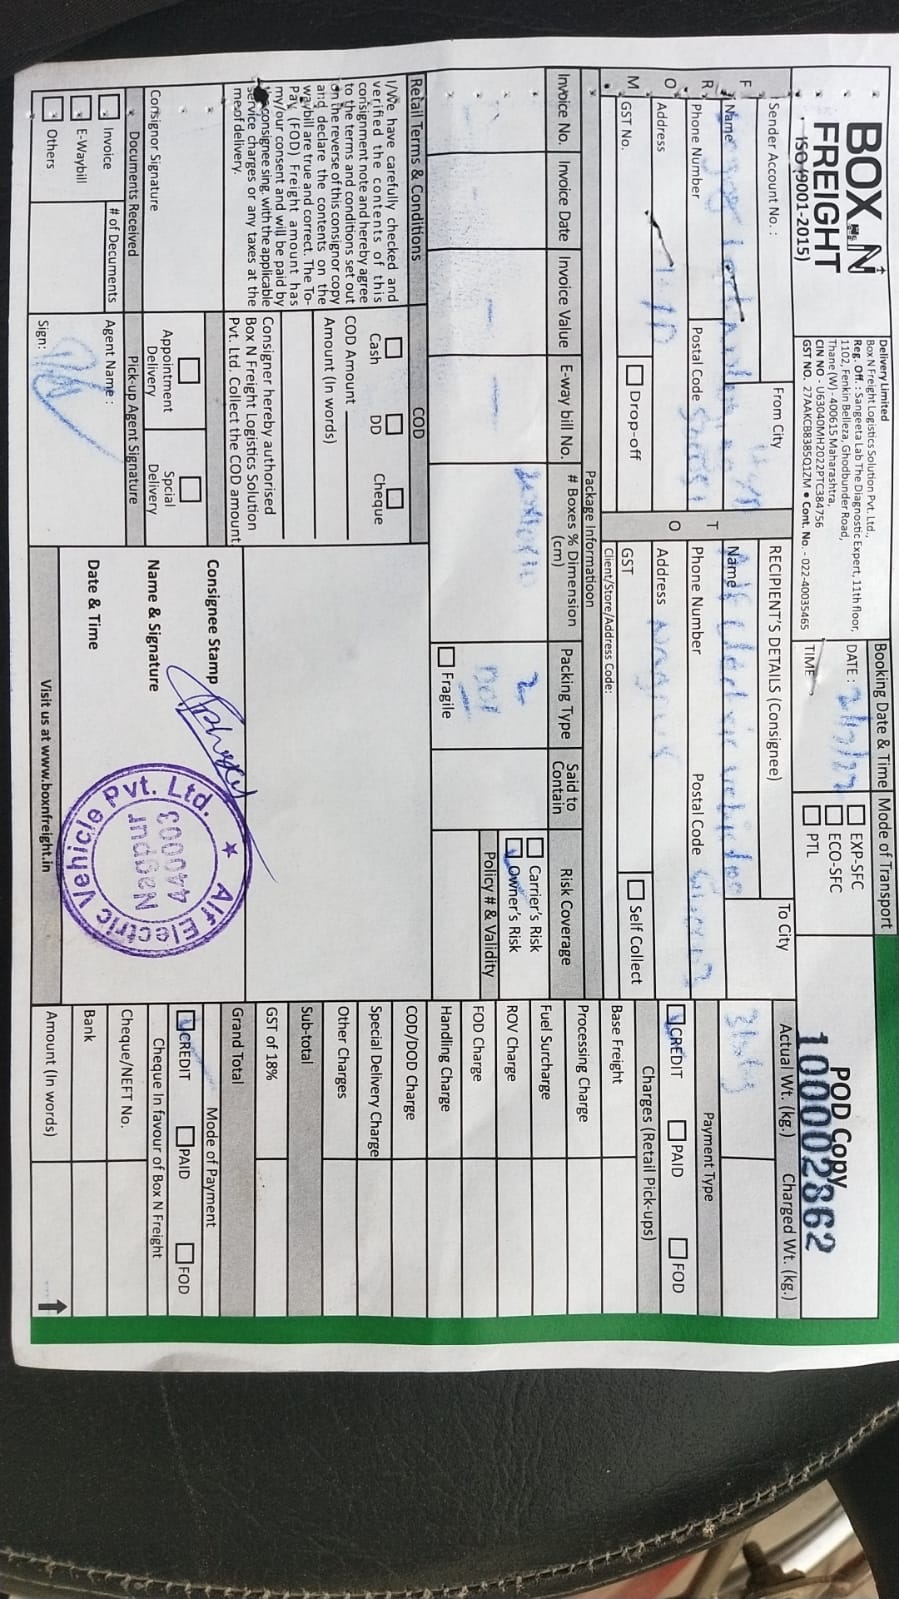 BOX N
FREIGHT
ISO (9001-2015)
Delivery Limited
Box N Freight Logistics Solution Pvt. Ltd.,
Reg. Off. : Sangeeta Lab The Diagnostic Expert, 11th floor,
1102, Fenkin Belleza, Ghodbunder Road,
Thane (W) - 400615 Maharashtra,
CIN NO - U63040MH2022PTC384756
GST NO. 27AAKCB8385Q1ZM • Cont. No. - 022-40035465
Booking Date & Time
DATE :
TIME
Mode of Transport
EXP-SFC
ECO-SFC
PTL
POD Copy
100002862
Sender Account No. :
From City
Hyd
FROM
Name
Phone Number
Postal Code
Address HYD
GST No.
Drop-off
TO
RECIPIENT'S DETAILS (Consignee)
To City
Name Alf Electric vehicles
Phone Number
Postal Code
Address Nagpur
GST
Self Collect
Client/Store/Address Code:
Actual Wt. (kg.)
Charged Wt. (kg.)
Payment Type
CREDIT PAID FOD
Charges (Retail Pick-ups)
Base Freight
Processing Charge
Fuel Surcharge
ROV Charge
FOD Charge
Handling Charge
COD/DOD Charge
Special Delivery Charge
Other Charges
Sub-total
GST of 18%
Grand Total
Mode of Payment
CREDIT PAID FOD
Cheque In favour of Box N Freight
Cheque/NEFT No.
Bank
Amount (In words)
Package Informatioon
Invoice No.
Invoice Date
Invoice Value
E-way bill No.
# Boxes % Dimension (cm)
Packing Type
2
Fragile
Said to Contain
Risk Coverage
Carrier's Risk
Owner's Risk
Policy # & Validity
Retail Terms & Conditions
I/We have carefully checked and
verified the contents of this
consignment note and hereby agree
to the terms and conditions set out
on the reverse of this consignor copy
and declare the contents on the
waybill are true and correct. The To-
Pay (FOD) Freight amount has
my/our consent and will be paid by
consignee sing. with the applicable
service charges or any taxes at the
meof delivery.
Consignor Signature
COD
Cash DD Cheque
COD Amount
Amount (In words)
Consigner hereby authorised
Box N Freight Logistics Solution
Pvt. Ltd. Collect the COD amount
Appointment Delivery
Spcial Delivery
Documents Received
Invoice
E-Waybill
Others
# of Documents
Pick-up Agent Signature
Agent Name :
Sign:
Consignee Stamp
Name & Signature
Date & Time
Alf Electric Vehicle Pvt. Ltd. ★
Nagpur
440003
Visit us at www.boxnfreight.in